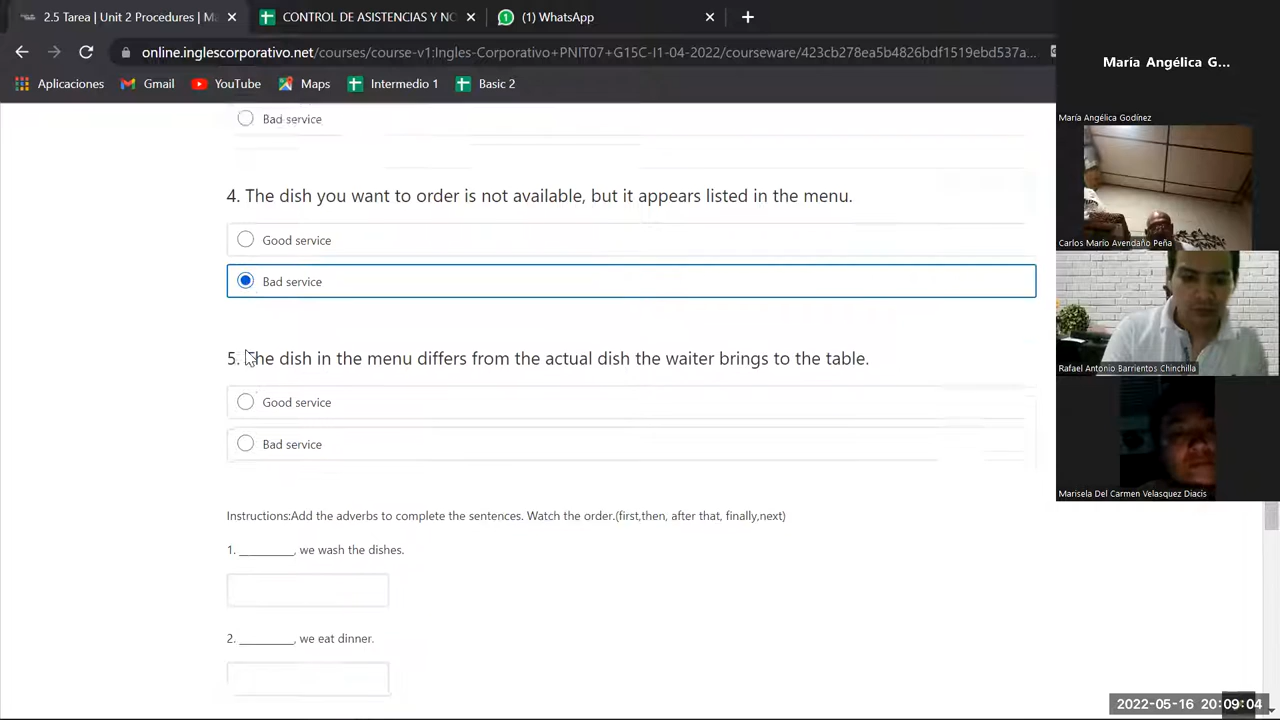 2.5 Tarea | Unit 2 Procedures | Ma
CONTROL DE ASISTENCIAS Y NO
(1) WhatsApp
online.inglescorporativo.net/courses/course-v1:Ingles-Corporativo+PNIT07+G13C-I1-04-2022/courseware/423cb278ea5b4626bdf1519ebd537a...
Aplicaciones
Gmail
YouTube
Maps
Intermedio 1
Basic 2
María Angélica G...
María Angélica Godínez
Bad service
4. The dish you want to order is not available, but it appears listed in the menu.
Good service
Carlos Mario Avendaño Peña
Bad service
5. The dish in the menu differs from the actual dish the waiter brings to the table.
Rafael Antonio Barrientos Chinchilla
Good service
Bad service
Marisela Del Carmen Velasquez Diacis
Instructions:Add the adverbs to complete the sentences. Watch the order.(first,then, after that, finally,next)
1. ________, we wash the dishes.
2. ________, we eat dinner.
2022-05-16 20:09:04